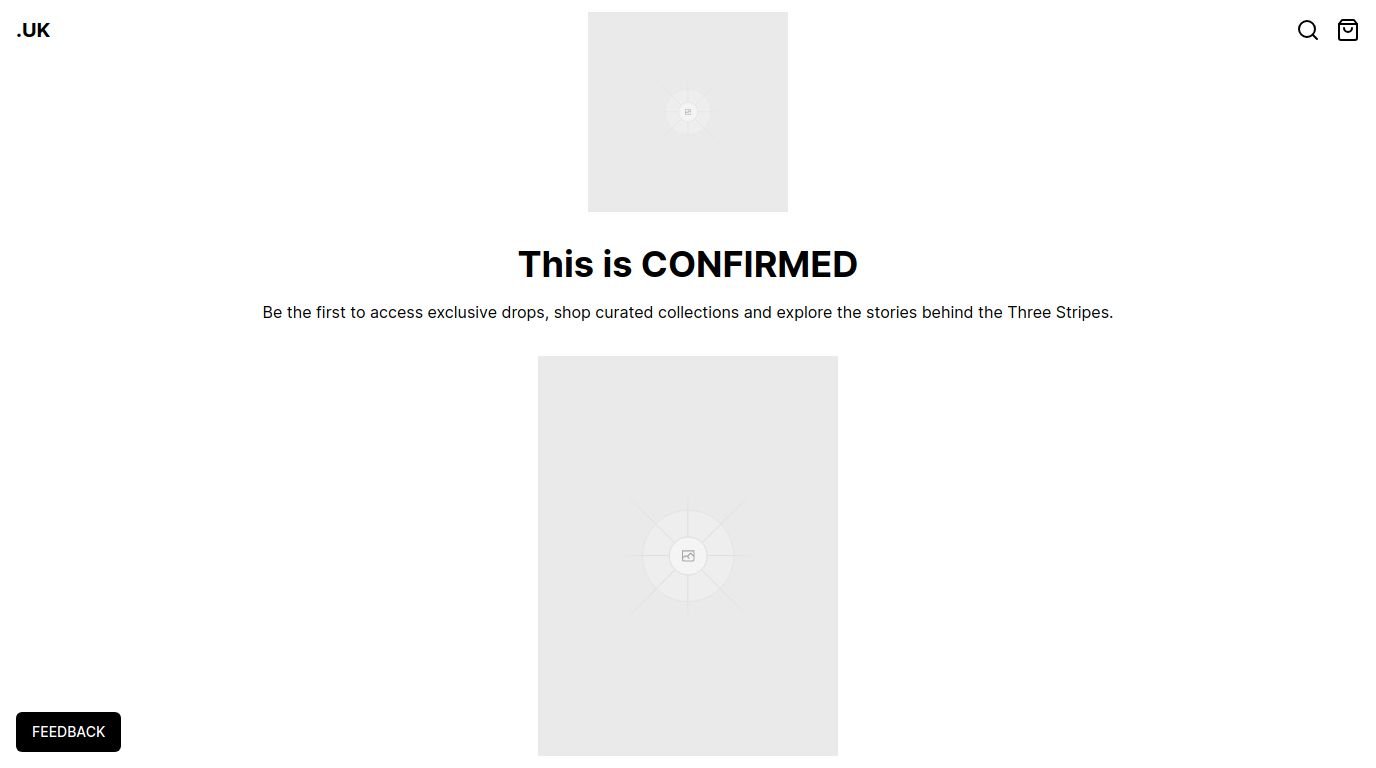 .UK
This is CONFIRMED
Be the first to access exclusive drops, shop curated collections and explore the stories behind the Three Stripes.
FEEDBACK